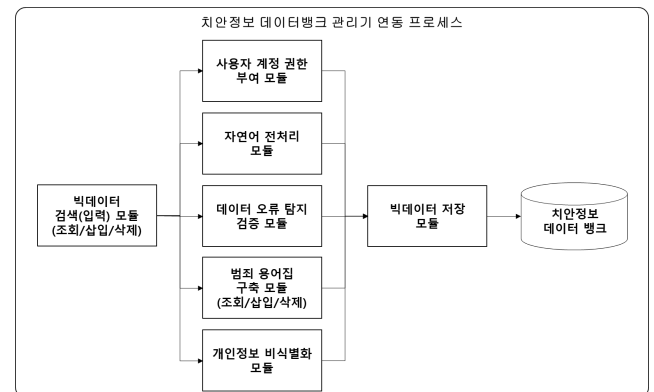 치안정보 데이터뱅크 관리기 연동 프로세스
사용자 계정 권한
부여 모듈
자연어 전처리
모듈
빅데이터
검색(입력) 모듈
(조회/삽입/삭제)
데이터 오류 탐지
검증 모듈
빅데이터 저장
모듈
치안정보
데이터 뱅크
범죄 용어집
구축 모듈
(조회/삽입/삭제)
개인정보 비식별화
모듈